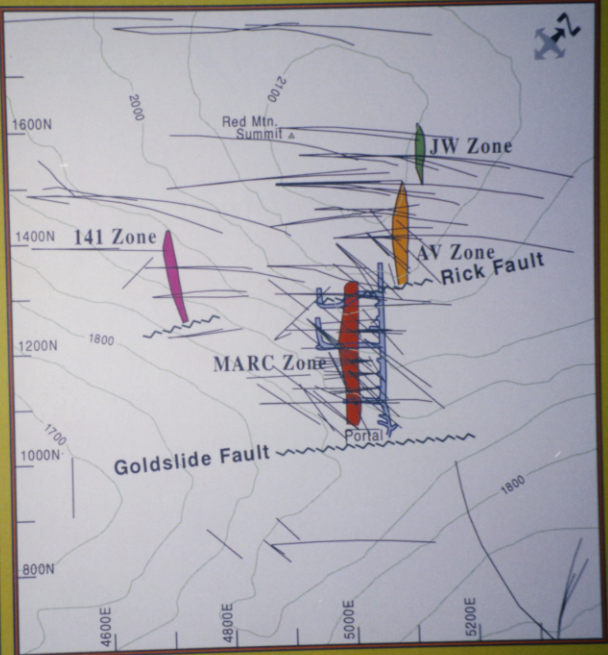 N
2100
2000
Red Mtn.
Summit
1600N
JW Zone
141 Zone
1400N
AV Zone
Rick Fault
1800
1200N
MARC Zone
Portal
1700
1000N
Goldslide Fault
1800
800N
4600E
4800E
5000E
5200E